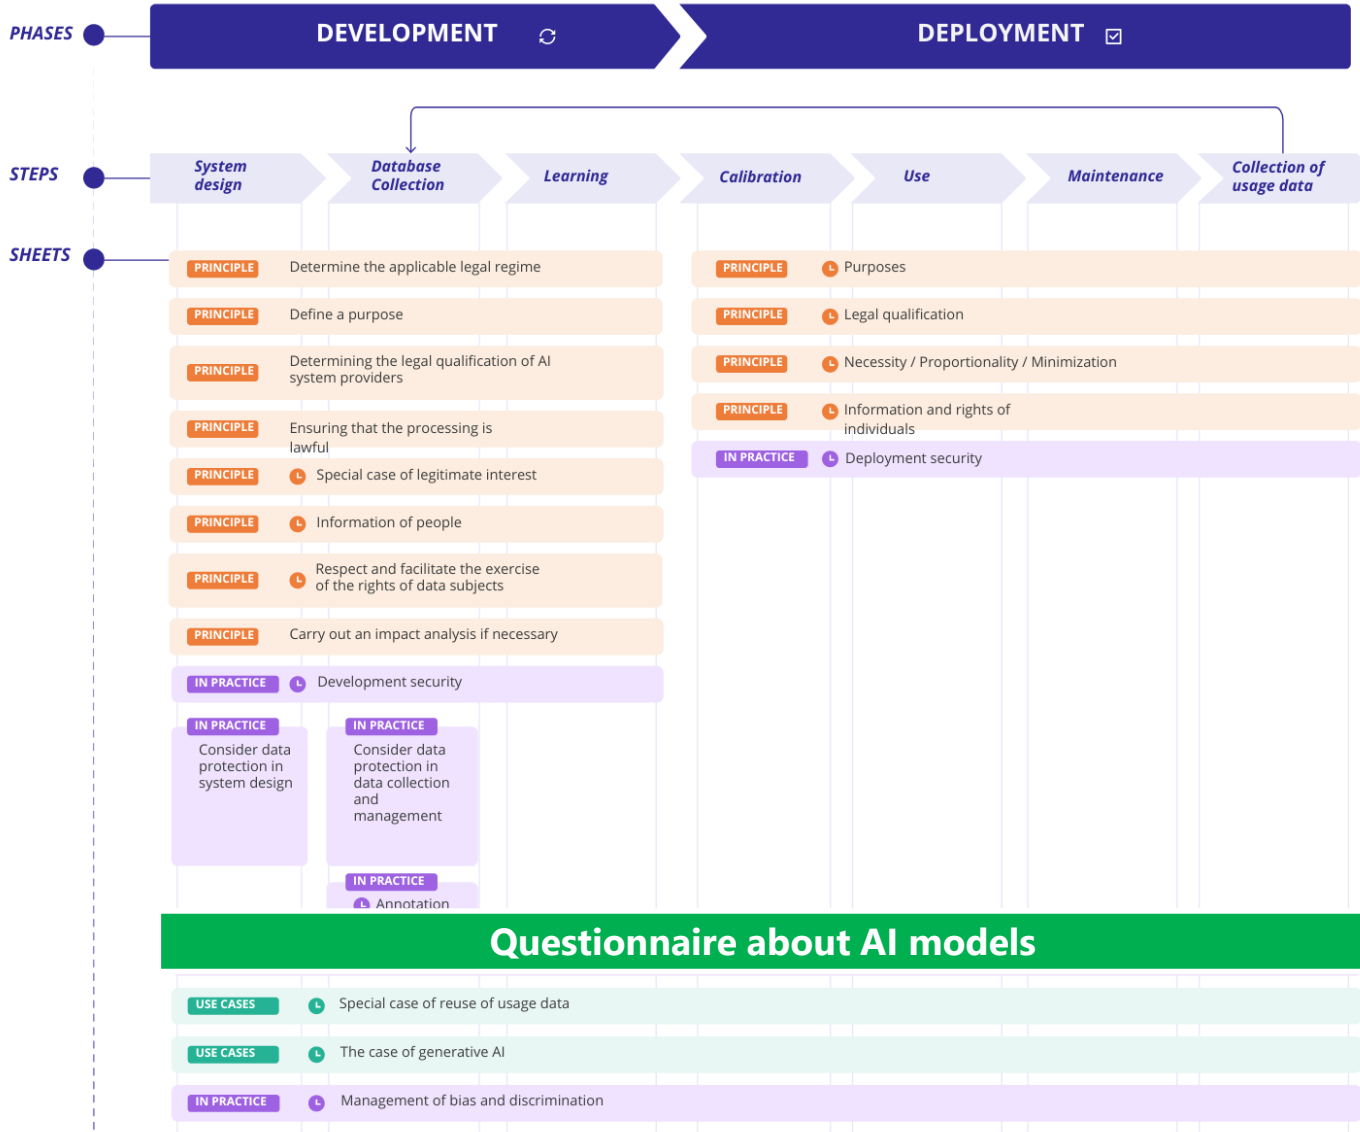 PHASES
DEVELOPMENT
DEPLOYMENT
STEPS
System
design
Database
Collection
Learning
Calibration
Use
Maintenance
Collection of
usage data
SHEETS
PRINCIPLE Determine the applicable legal regime
PRINCIPLE Define a purpose
PRINCIPLE Determining the legal qualification of AI
system providers
PRINCIPLE Ensuring that the processing is
lawful
PRINCIPLE Special case of legitimate interest
PRINCIPLE Information of people
PRINCIPLE Respect and facilitate the exercise
of the rights of data subjects
PRINCIPLE Carry out an impact analysis if necessary
IN PRACTICE Development security
IN PRACTICE
Consider data
protection in
system design
IN PRACTICE
Consider data
protection in
data collection
and
management
IN PRACTICE
Annotation
PRINCIPLE Purposes
PRINCIPLE Legal qualification
PRINCIPLE Necessity / Proportionality / Minimization
PRINCIPLE Information and rights of
individuals
IN PRACTICE Deployment security
Questionnaire about AI models
USE CASES Special case of reuse of usage data
USE CASES The case of generative AI
IN PRACTICE Management of bias and discrimination